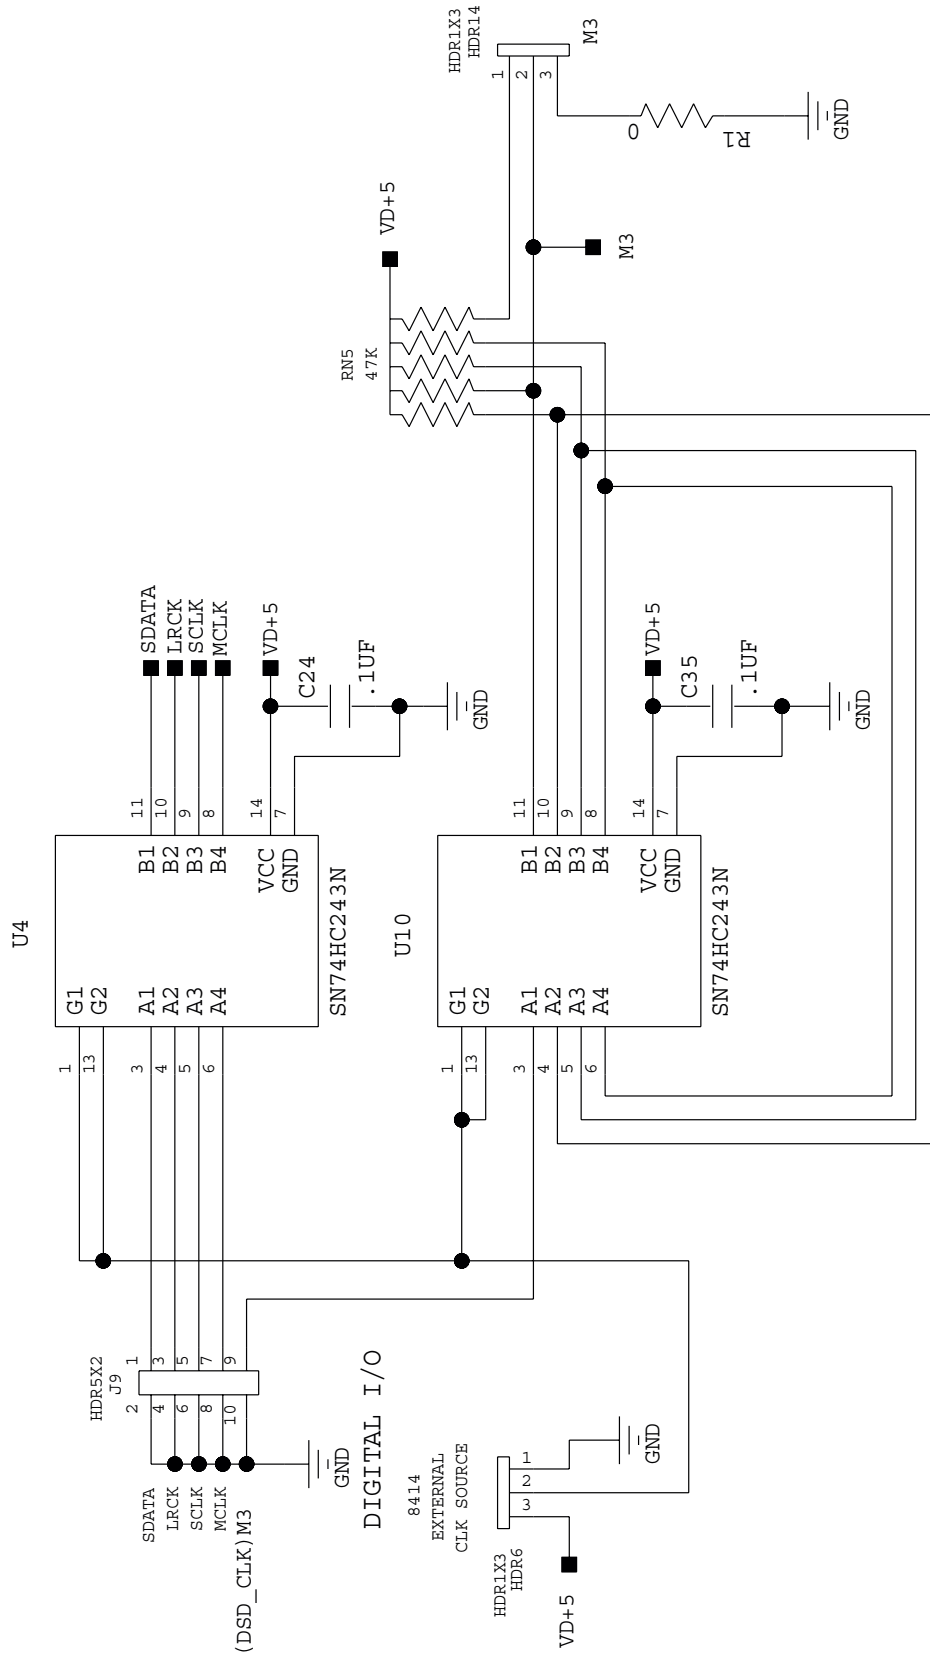 HDR1X3
HDR14
1
2
3
M3
0
R1
GND
VD+5
RN5
47K
M3
SDATA
LRCK
SCLK
MCLK
VD+5
C24
.1UF
GND
11
10
9
8
14
7
U4
B1
B2
B3
B4
VCC
GND
G1
G2
A1
A2
A3
A4
SN74HC243N
1
13
3
4
5
6
VD+5
C35
.1UF
GND
11
10
9
8
14
7
U10
B1
B2
B3
B4
VCC
GND
G1
G2
A1
A2
A3
A4
SN74HC243N
1
13
3
4
5
6
HDR5X2
J9
1
3
5
7
9
2
4
6
8
10
SDATA
LRCK
SCLK
MCLK
(DSD_CLK)M3
GND
DIGITAL I/O
8414
EXTERNAL
CLK SOURCE
1
2
3
GND
HDR1X3
HDR6
VD+5